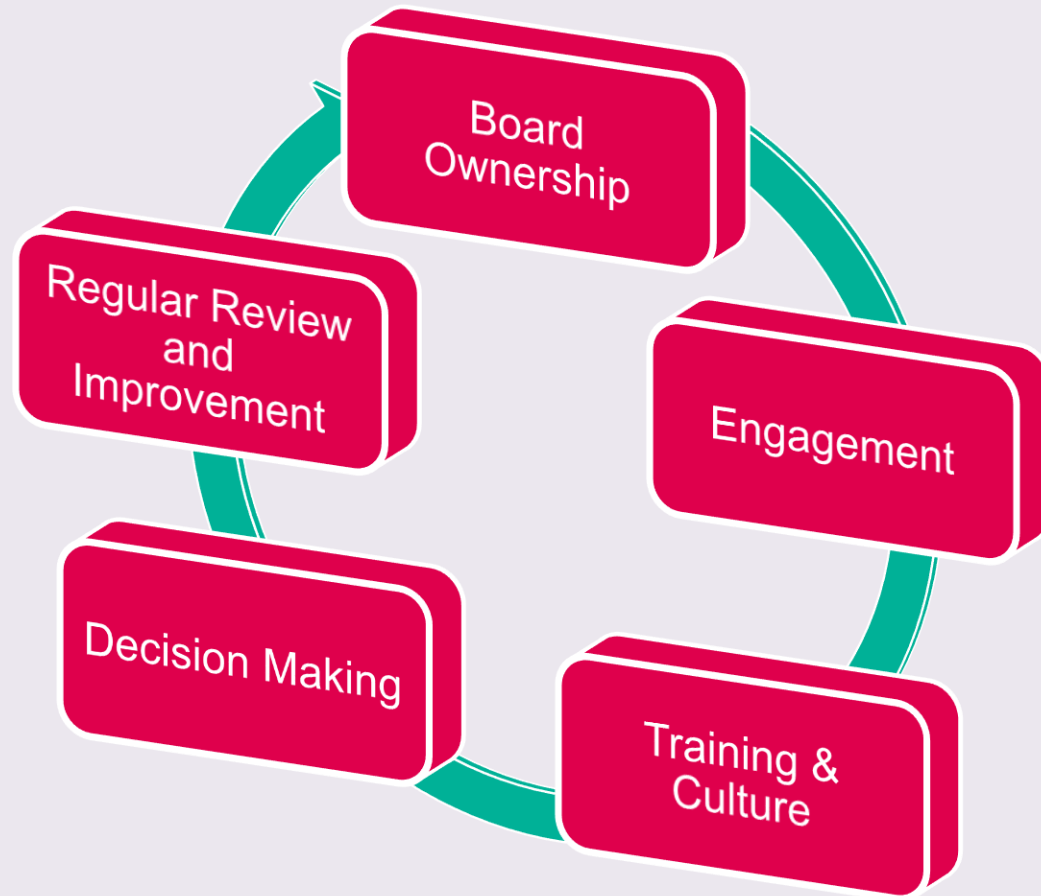 Board
Ownership
Engagement
Training &
Culture
Decision Making
Regular Review
and
Improvement